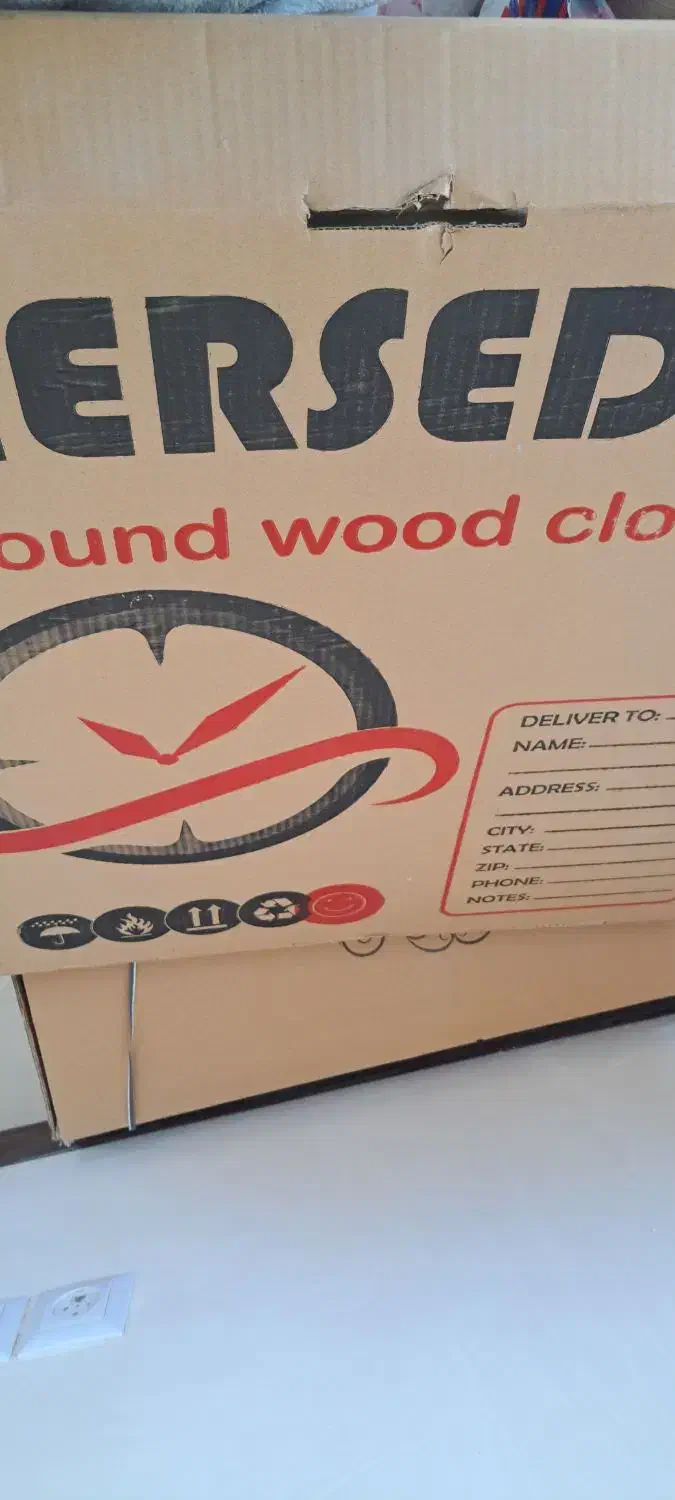 ERSED
ound wood clo
DELIVER TO:
NAME:
ADDRESS:
CITY:
STATE:
ZIP:
PHONE:
NOTES: